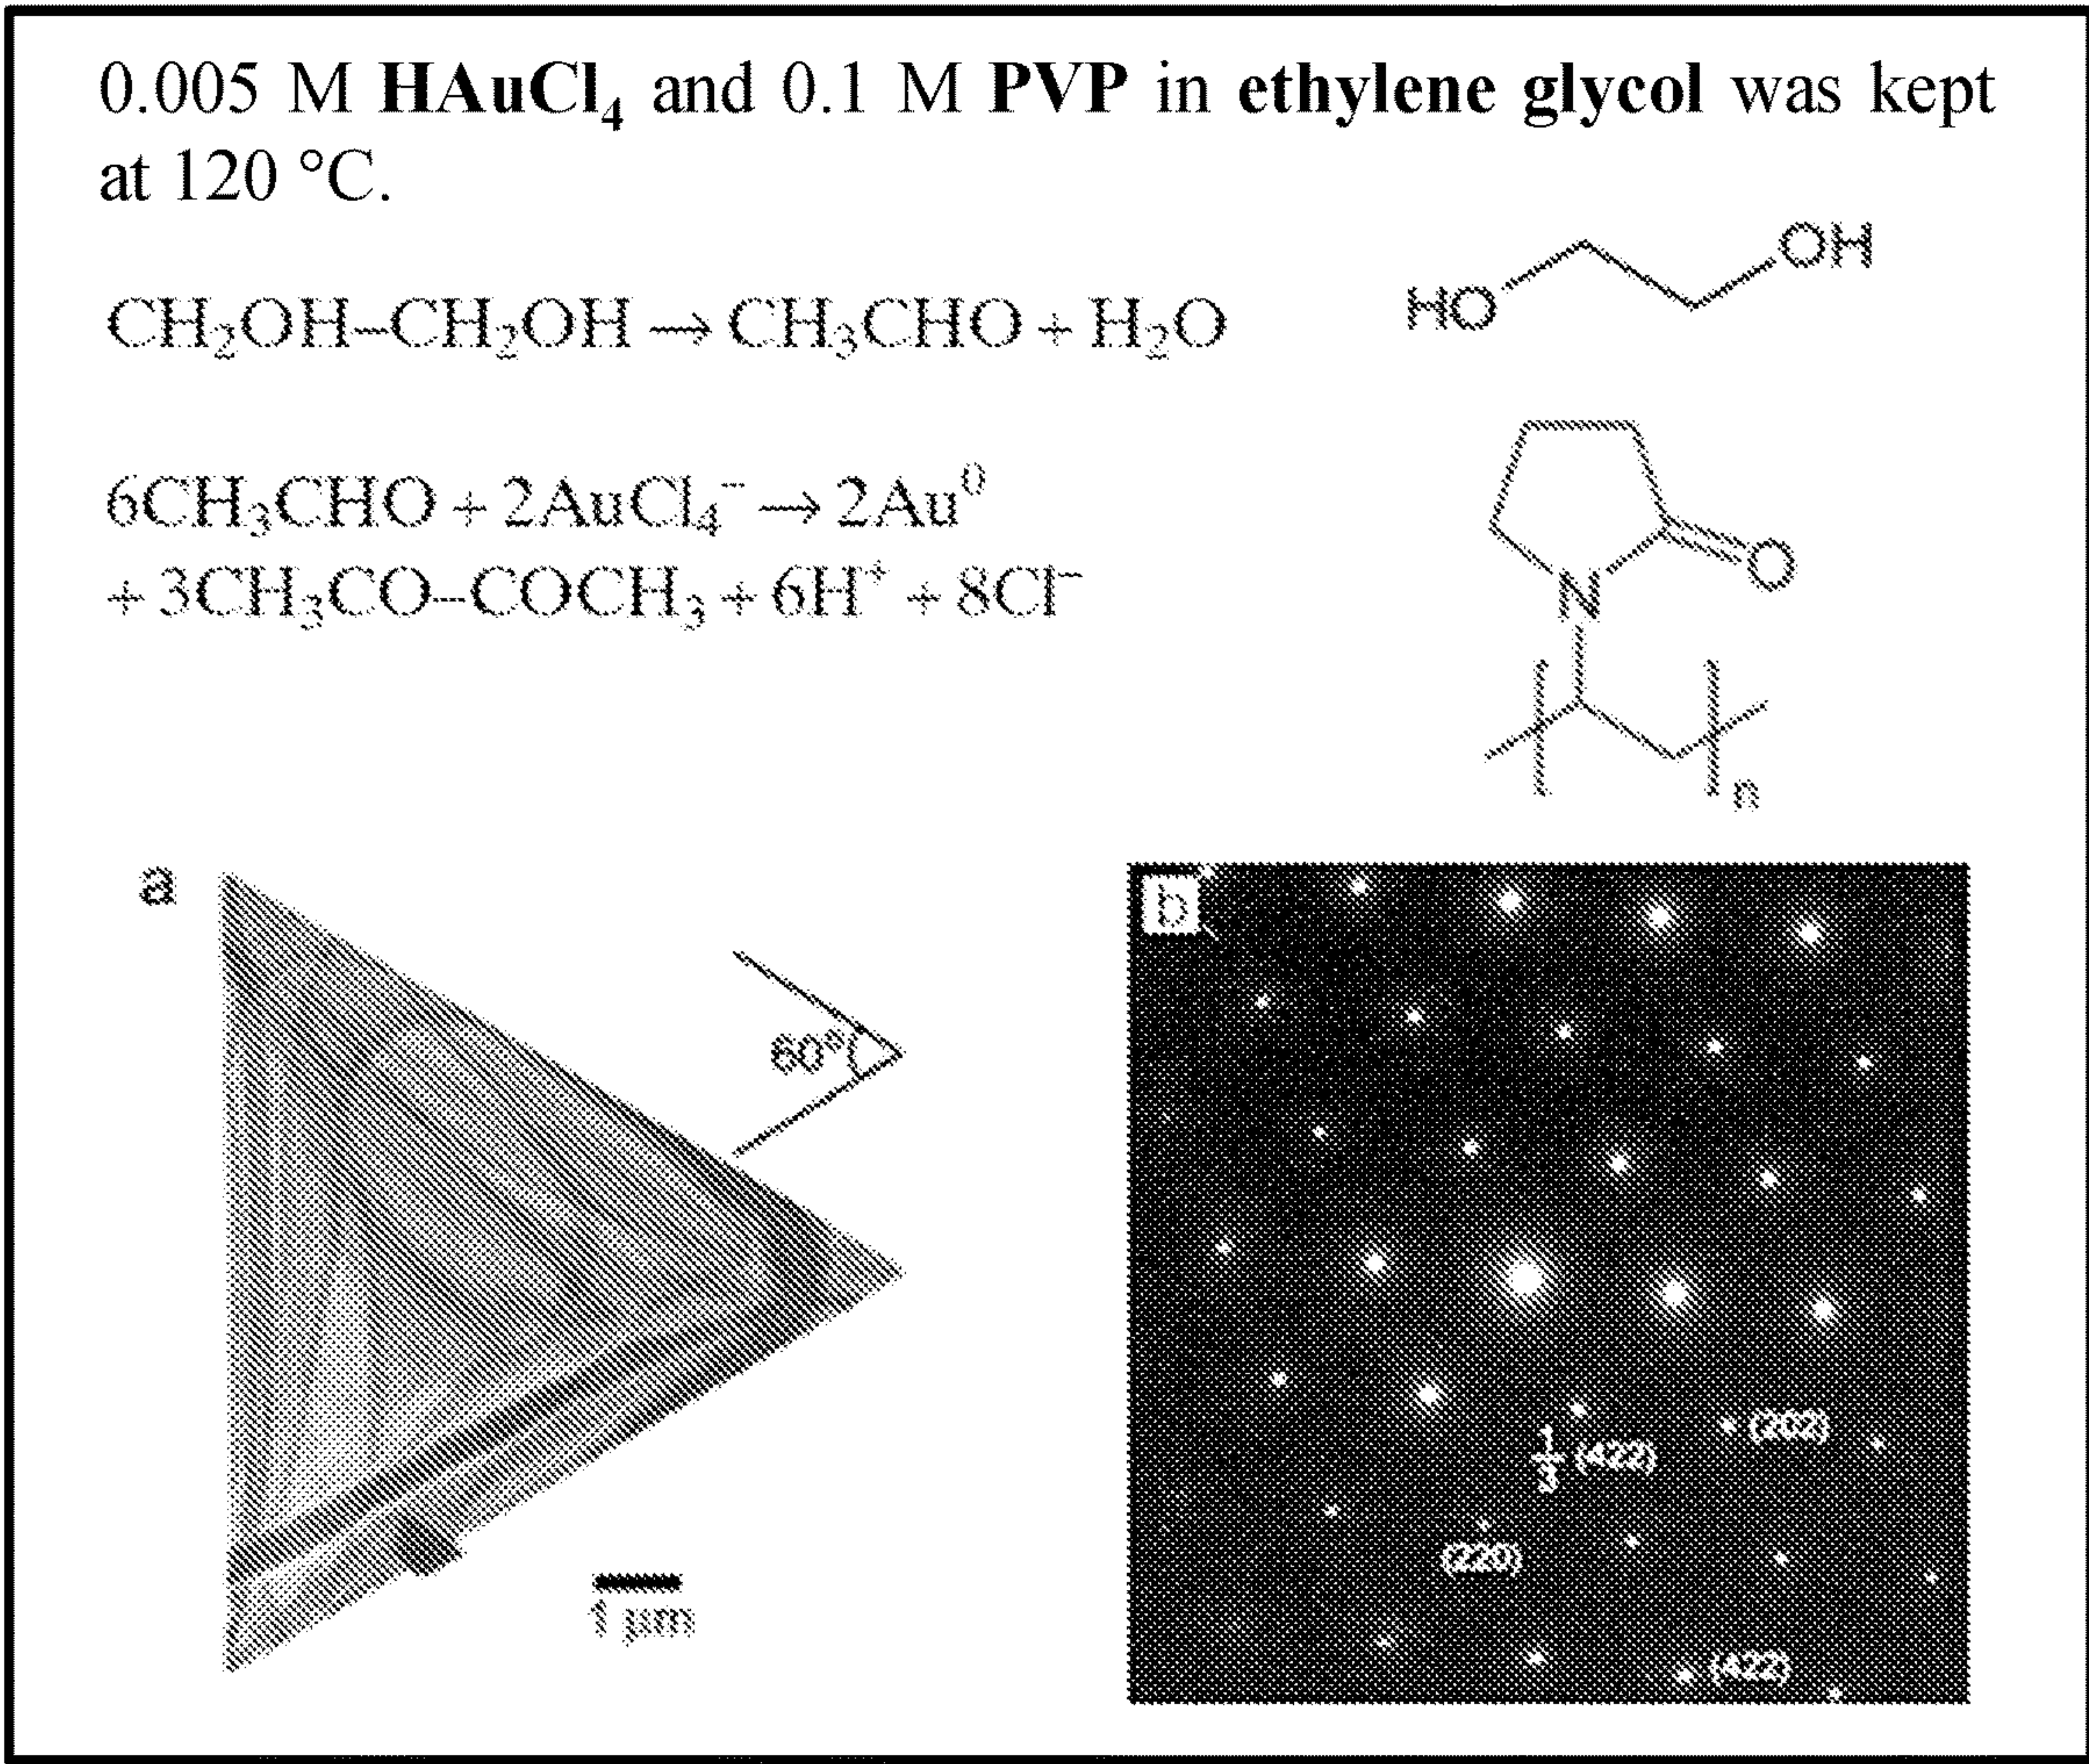 0.005 M HAuCl₄ and 0.1 M PVP in ethylene glycol was kept
at 120 °C.
CH₂OH–CH₂OH → CH₃CHO + H₂O
HO
OH
6CH₃CHO + 2AuCl₄⁻ → 2Au⁰
+ 3CH₃CO–COCH₃ + 6H⁺ + 8Cl⁻
O
N
n
a
60°
1 μm
b
(202)
1/3 (422)
(220)
(422)